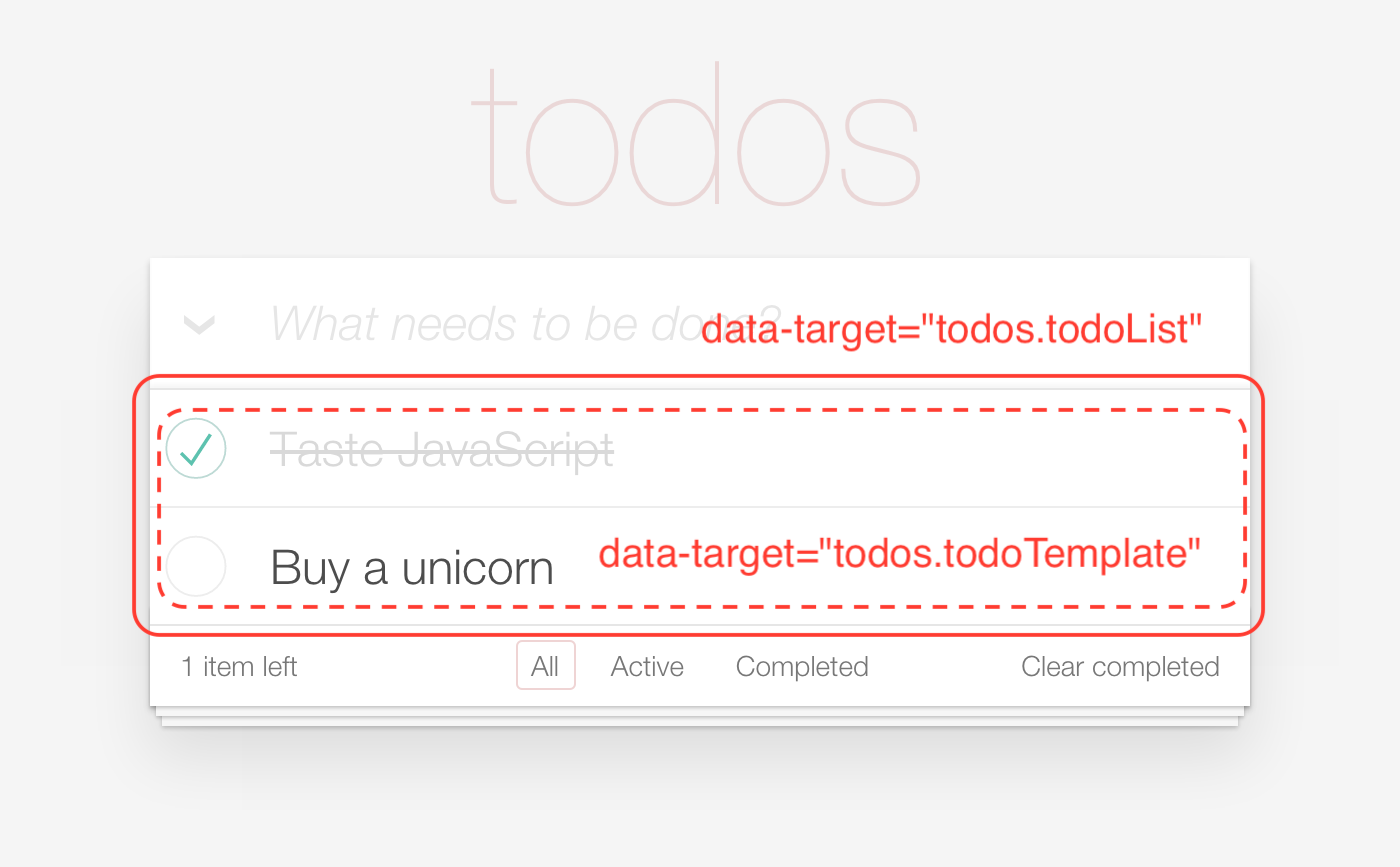 todos
What needs to be done?
data-target="todos.todoList"
Taste JavaScript
Buy a unicorn
data-target="todos.todoTemplate"
1 item left
All
Active
Completed
Clear completed